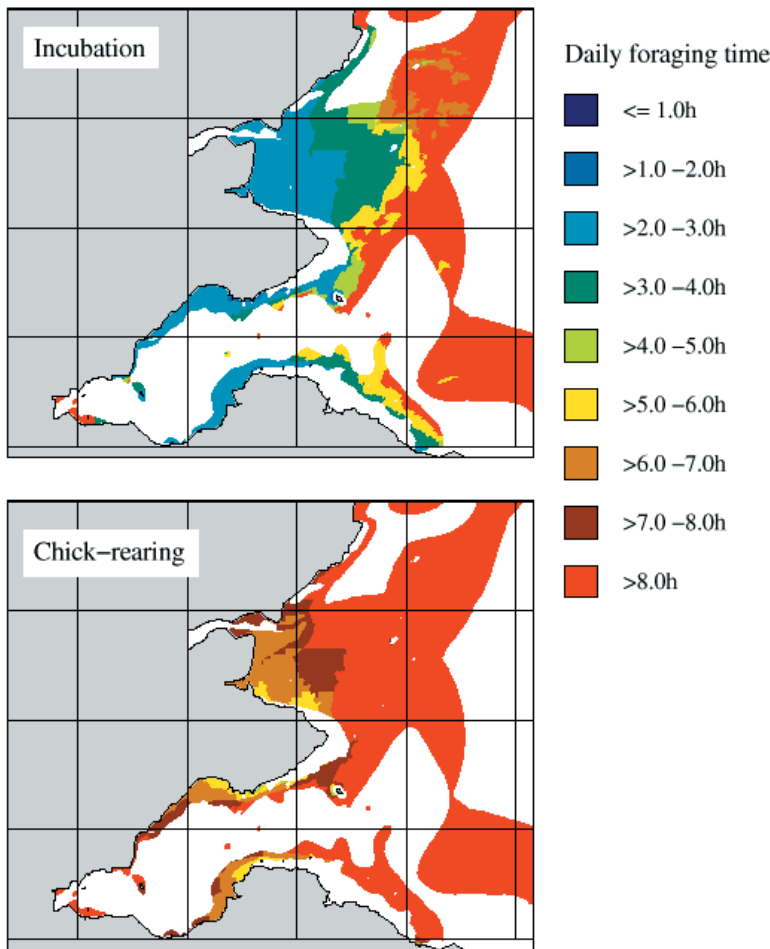 Incubation
Daily foraging time
<= 1.0h
>1.0 −2.0h
>2.0 −3.0h
>3.0 −4.0h
>4.0 −5.0h
>5.0 −6.0h
>6.0 −7.0h
>7.0 −8.0h
>8.0h
Chick−rearing